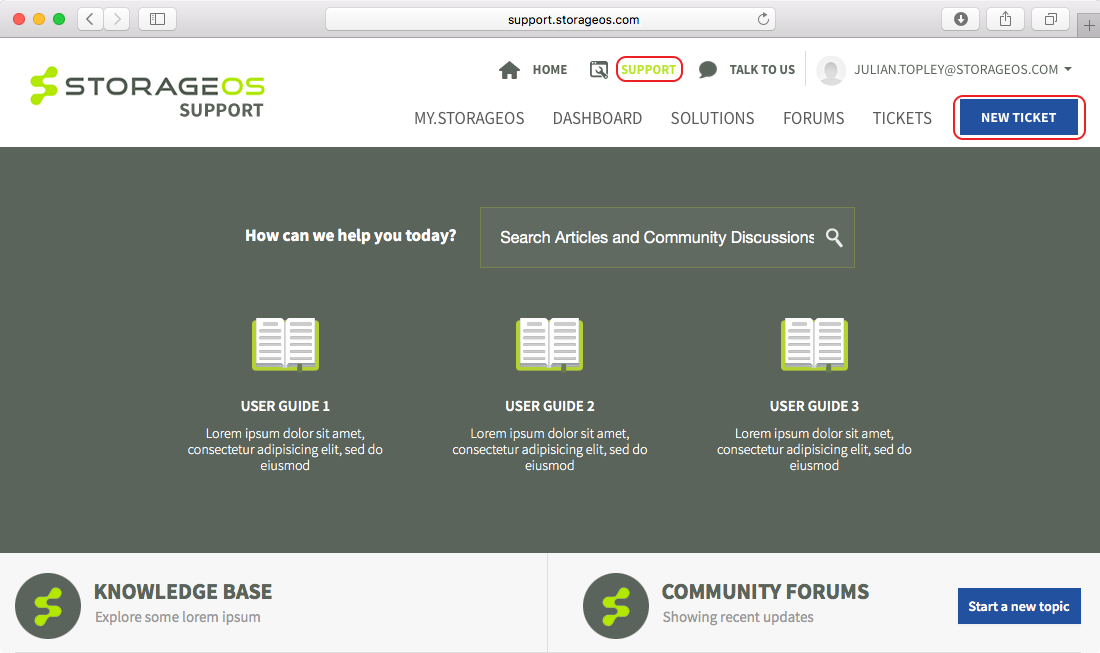 support.storageos.com
HOME
SUPPORT
TALK TO US
JULIAN.TOPLEY@STORAGEOS.COM
STORAGEOS
SUPPORT
MY.STORAGEOS
DASHBOARD
SOLUTIONS
FORUMS
TICKETS
NEW TICKET
How can we help you today?
Search Articles and Community Discussions
USER GUIDE 1
Lorem ipsum dolor sit amet,
consectetur adipisicing elit, sed do
eiusmod
USER GUIDE 2
Lorem ipsum dolor sit amet,
consectetur adipisicing elit, sed do
eiusmod
USER GUIDE 3
Lorem ipsum dolor sit amet,
consectetur adipisicing elit, sed do
eiusmod
KNOWLEDGE BASE
Explore some lorem ipsum
COMMUNITY FORUMS
Showing recent updates
Start a new topic